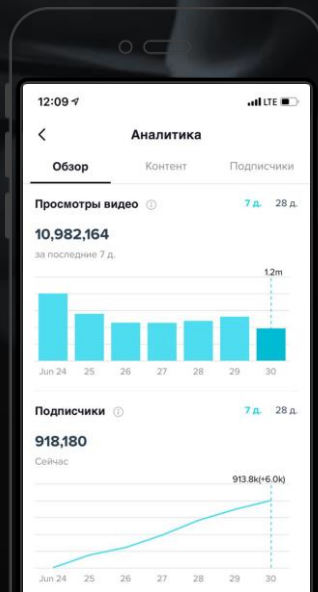 12:09
LTE
Аналитика
Обзор Контент Подписчики
Просмотры видео 7 д. 28 д.
10,982,164
за последние 7 д.
1.2m
Jun 24 25 26 27 28 29 30
Подписчики 7 д. 28 д.
918,180
Сейчас
913.8k(+6.0k)
Jun 24 25 26 27 28 29 30